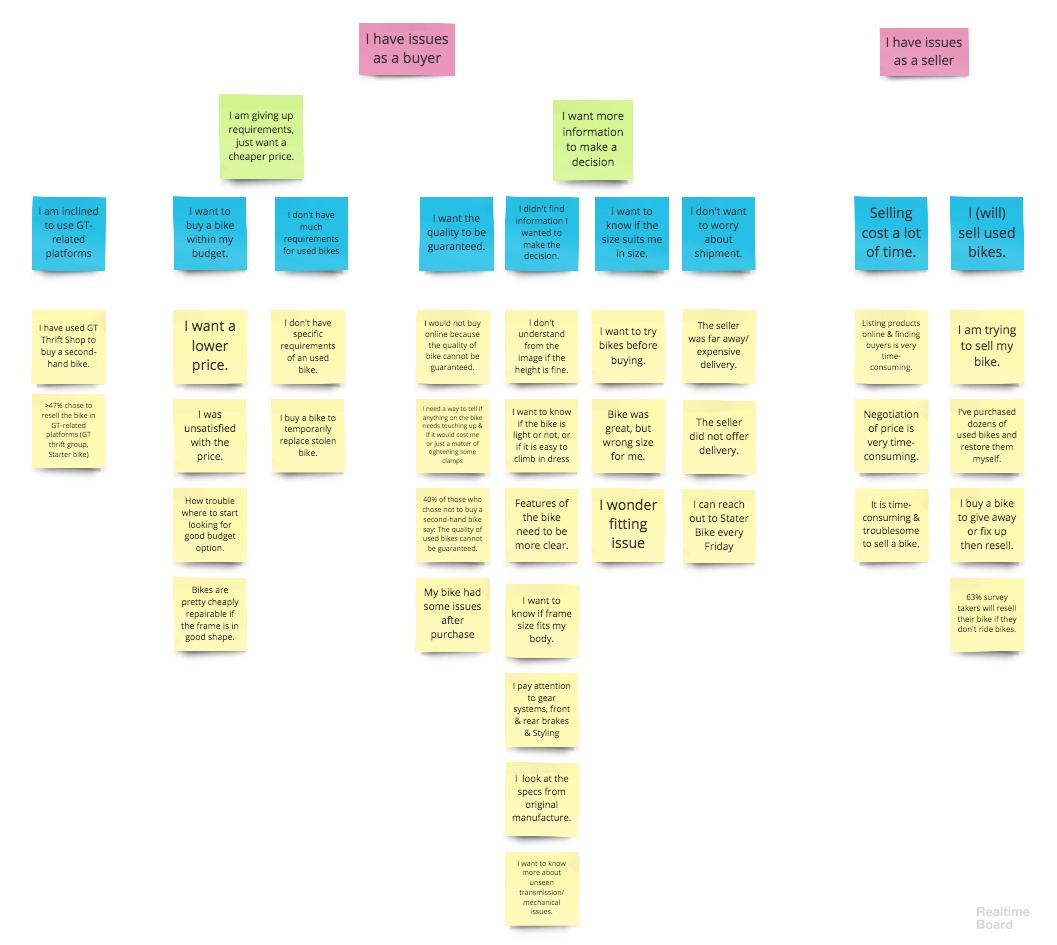 I have issues
as a buyer
I have issues
as a seller
I am giving up
requirements,
just want a
cheaper price.
I want more
information
to make a
decision
I am inclined
to use GT-
related
platforms
I want to
buy a bike
within my
budget.
I don't have
much
requirements
for used bikes
I want the
quality to be
guaranteed.
I didn't find
information I
wanted to
make the
decision.
I want to
know if the
size suits me
in size.
I don't want
to worry
about
shipment.
Selling
cost a lot
of time.
I (will)
sell used
bikes.
I have used GT
Thrift Shop to
buy a second-
hand bike.
I want a
lower
price.
I don't have
specific
requirements
of an used
bike.
I would not buy
online because
the quality of
bike cannot be
guaranteed.
I don't
understand
from the
image if the
height is fine.
I want to try
bikes before
buying.
The seller
was far away/
expensive
delivery.
Listing products
online & finding
buyers is very
time-
consuming.
I am trying
to sell my
bike.
>47% chose to
resell the bike in
GT-related
platforms (GT
thrift group,
Starter bike)
I was
unsatisfied
with the
price.
I buy a bike to
temporarily
replace stolen
bike.
I need a way to tell if
anything on the bike
needs touching up &
if it would cost me
or just a matter of
tightening some
clamps
I want to know
if the bike is
light or not, or
if it is easy to
climb in dress
Bike was
great, but
wrong size
for me.
The seller
did not offer
delivery.
Negotiation
of price is
very time-
consuming.
I've purchased
dozens of
used bikes and
restore them
myself.
How trouble
where to start
looking for
good budget
option.
40% of those who
chose not to buy a
second-hand bike
say: The quality of
used bikes cannot
be guaranteed.
Features of
the bike
need to be
more clear.
I wonder
fitting
issue
I can reach
out to Stater
Bike every
Friday
It is time-
consuming &
troublesome
to sell a bike.
I buy a bike
to give away
or fix up
then resell.
Bikes are
pretty cheaply
repairable if
the frame is in
good shape.
My bike had
some issues
after
purchase
I want to
know if frame
size fits my
body.
63% survey
takers will resell
their bike if they
don't ride bikes.
I pay attention
to gear
systems, front
& rear brakes
& Styling
I look at the
specs from
original
manufacture.
I want to know
more about
unseen
transmission/
mechanical
issues.
Realtime
Board